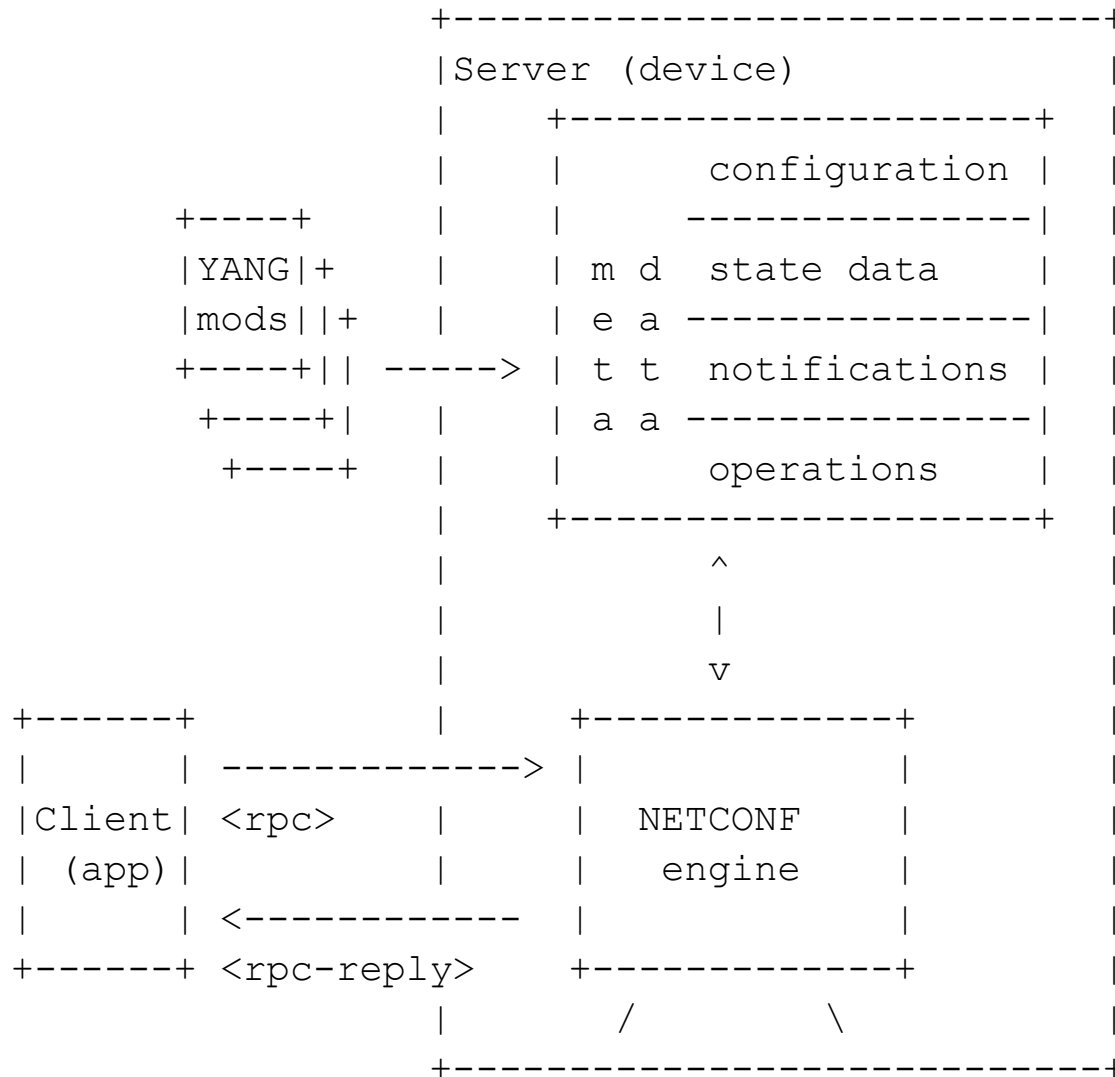 +----------------------------+
                  |Server (device)             |
                  |    +--------------------+  |
                  |    |      configuration |  |
       +----+     |    |     ---------------|  |
       |YANG|+    |    | m d  state data    |  |
       |mods||+   |    | e a ---------------|  |
       +----+|| -----> | t t  notifications |  |
        +----+|   |    | a a ---------------|  |
         +----+   |    |      operations    |  |
                  |    +--------------------+  |
                  |           ^                |
                  |           |                |
                  |           v                |
+------+          |     +-------------+        |
|      | -------------> |             |        |
|Client| <rpc>    |     |  NETCONF    |        |
| (app)|          |     |   engine    |        |
|      | <------------  |             |        |
+------+ <rpc-reply>    +-------------+        |
                  |       /        \           |
                  +----------------------------+